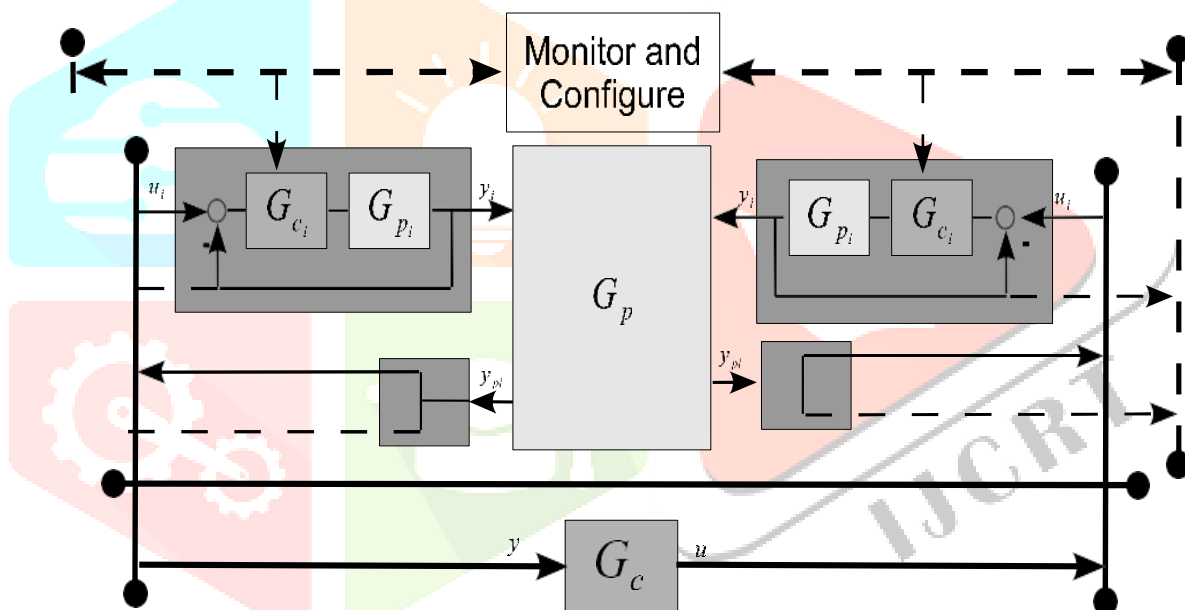 Monitor and
Configure
u_i
G_{c_i}
G_{p_i}
y_i
-
y_i
G_{p_i}
G_{c_i}
u_i
-
G_p
y_{pi}
y_{pi}
y
G_c
u
IJCRT